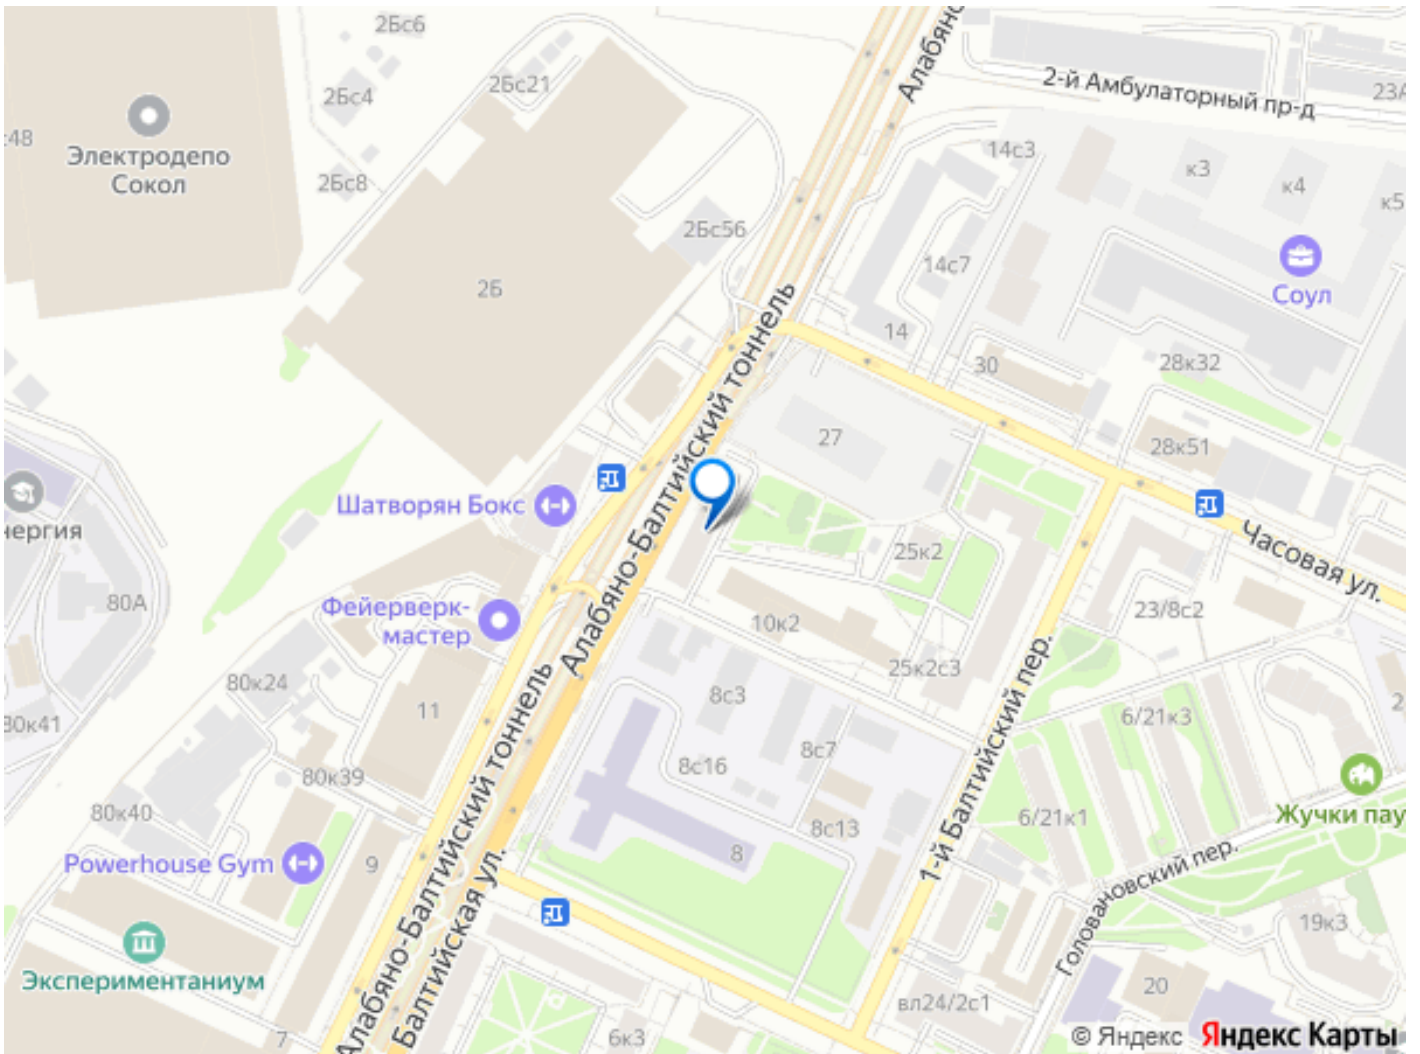 2Бс6
Алабяно
2-й Амбулаторный пр-д
23А
2Бс21
2Бс4
с48
Электродепо
Сокол
14с3
к3
к4
к5
2Бс8
2Бс56
14с7
Соул
2Б
14
30
28к32
Алабяно-Балтийский тоннель
27
28к51
Шатворян Бокс
нергия
25к2
Часовая ул.
80А
Фейерверк-
мастер
10к2
23/8с2
25к2с3
80к24
8с3
6/21к3
2
80к41
11
8с7
1-й Балтийский пер.
8с16
80к39
80к40
8с13
6/21к1
Жучки пау
Powerhouse Gym
9
8
Алабяно-Балтийский тоннель
Балтийская ул.
Головановский пер.
19к3
Экспериментаниум
20
вл24/2с1
7
6к3
© Яндекс Яндекс Карты